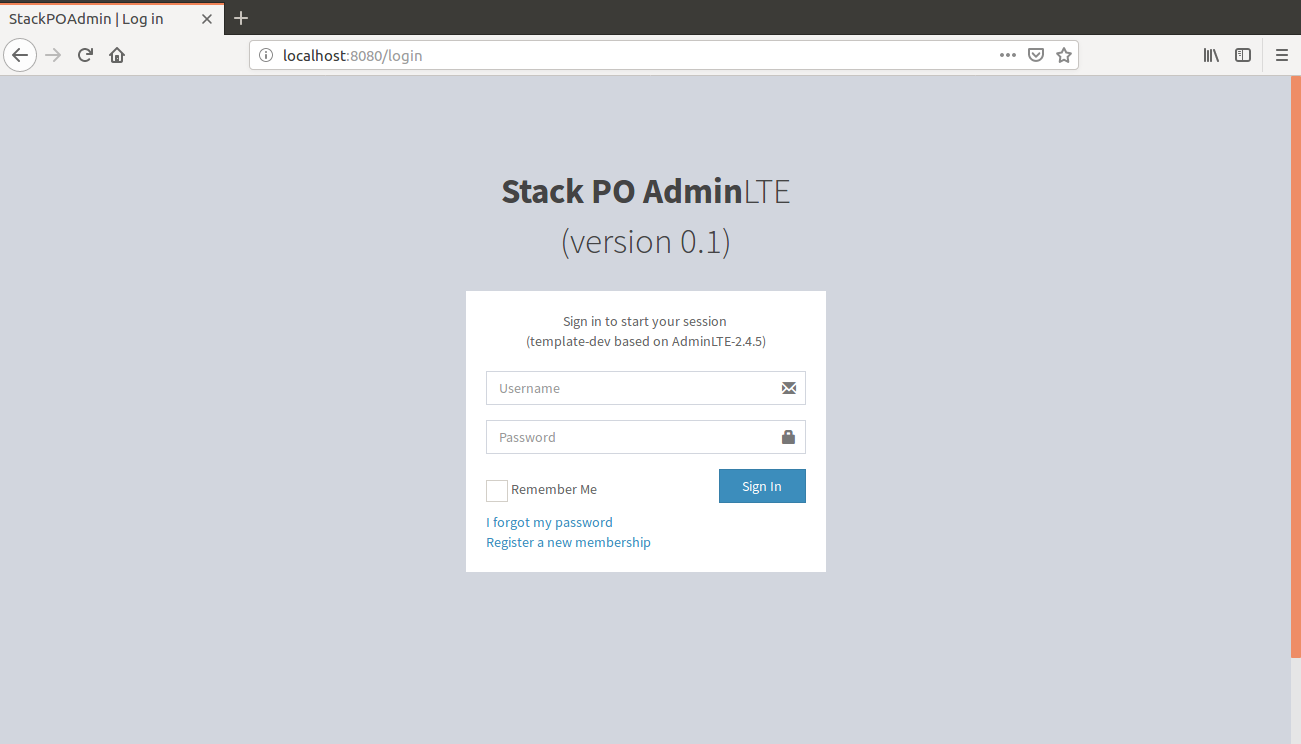 StackPOAdmin | Log in
localhost:8080/login
Stack PO AdminLTE
(version 0.1)
Sign in to start your session
(template-dev based on AdminLTE-2.4.5)
Username
Password
Remember Me
Sign In
I forgot my password
Register a new membership